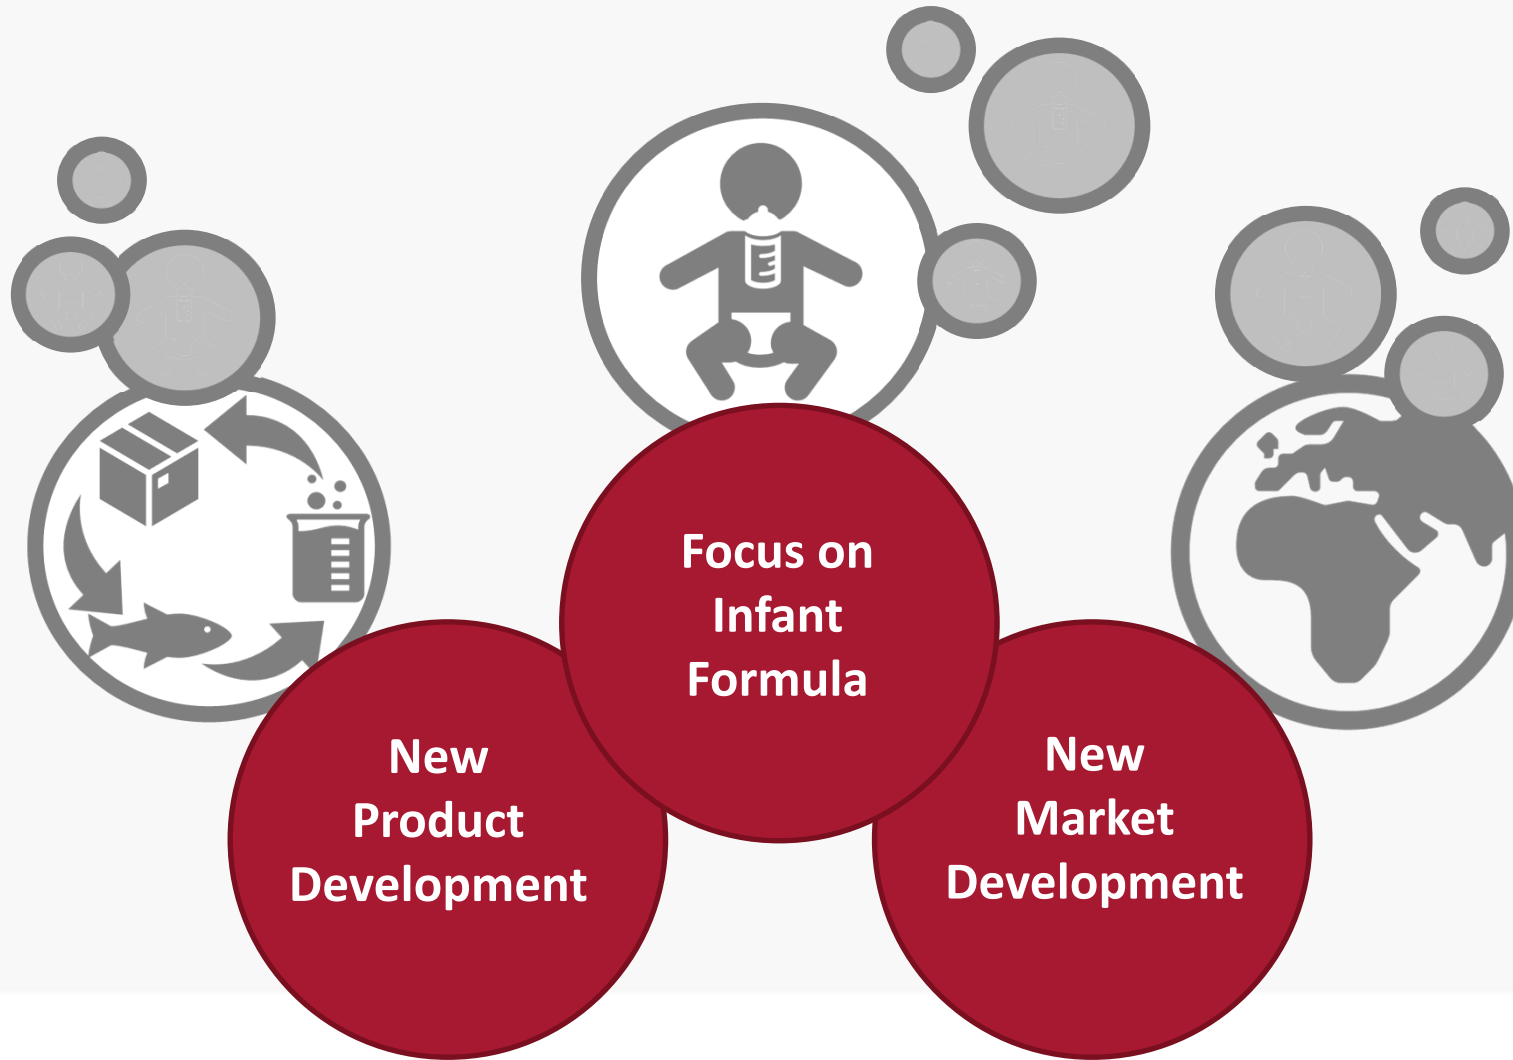 New
Product
Development
Focus on
Infant
Formula
New
Market
Development